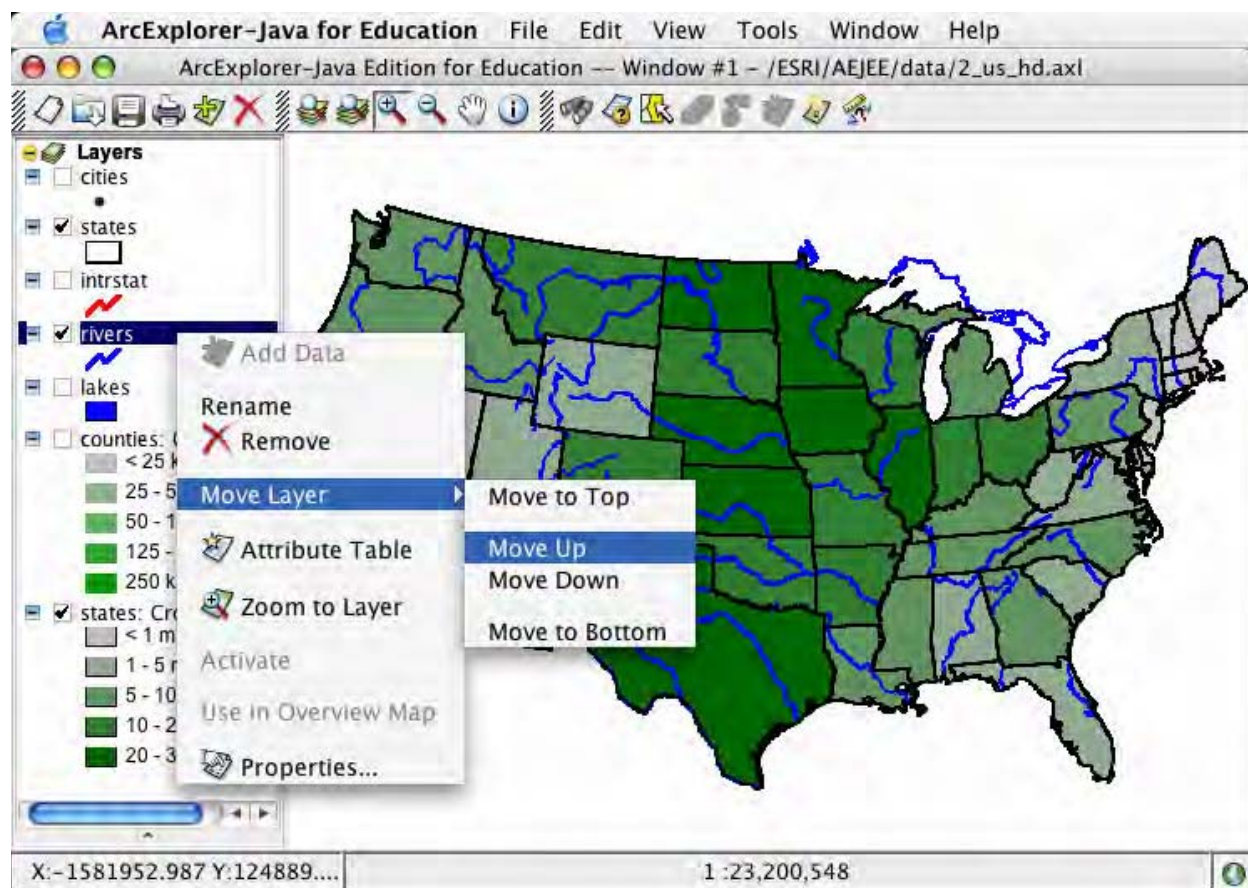 ArcExplorer-Java for Education File Edit View Tools Window Help
ArcExplorer-Java Edition for Education -- Window #1 - /ESRI/AEJEE/data/2_us_hd.axl
Layers
cities
states
intrstat
rivers
lakes
counties:
< 25
25 - 5
50 - 1
125 -
250 k
states: Cro
< 1 m
1 - 5
5 - 10
10 - 2
20 - 3
Add Data
Rename
Remove
Move Layer
Attribute Table
Zoom to Layer
Activate
Use in Overview Map
Properties...
Move to Top
Move Up
Move Down
Move to Bottom
X:-1581952.987 Y:124889....
1 :23,200,548